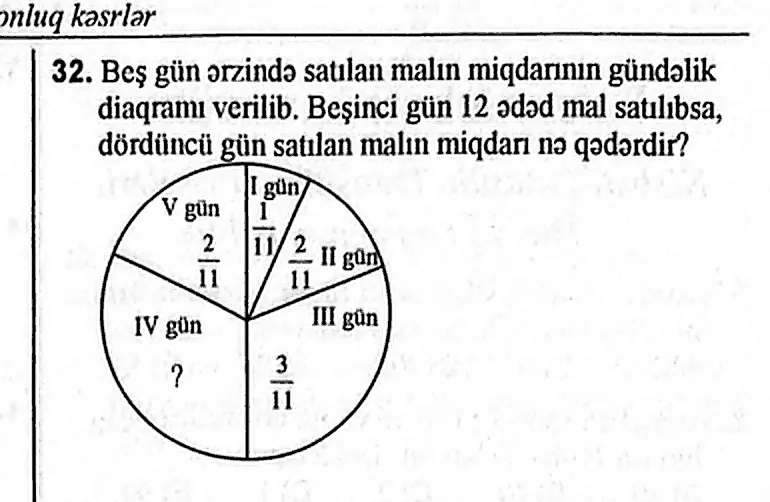 onluq kəsrlər
32. Beş gün ərzində satılan malın miqdarının gündəlik
diaqramı verilib. Beşinci gün 12 ədəd mal satılıbsa,
dördüncü gün satılan malın miqdarı nə qədərdir?
I gün
1/11
V gün
2/11
2/11 II gün
III gün
3/11
IV gün
?